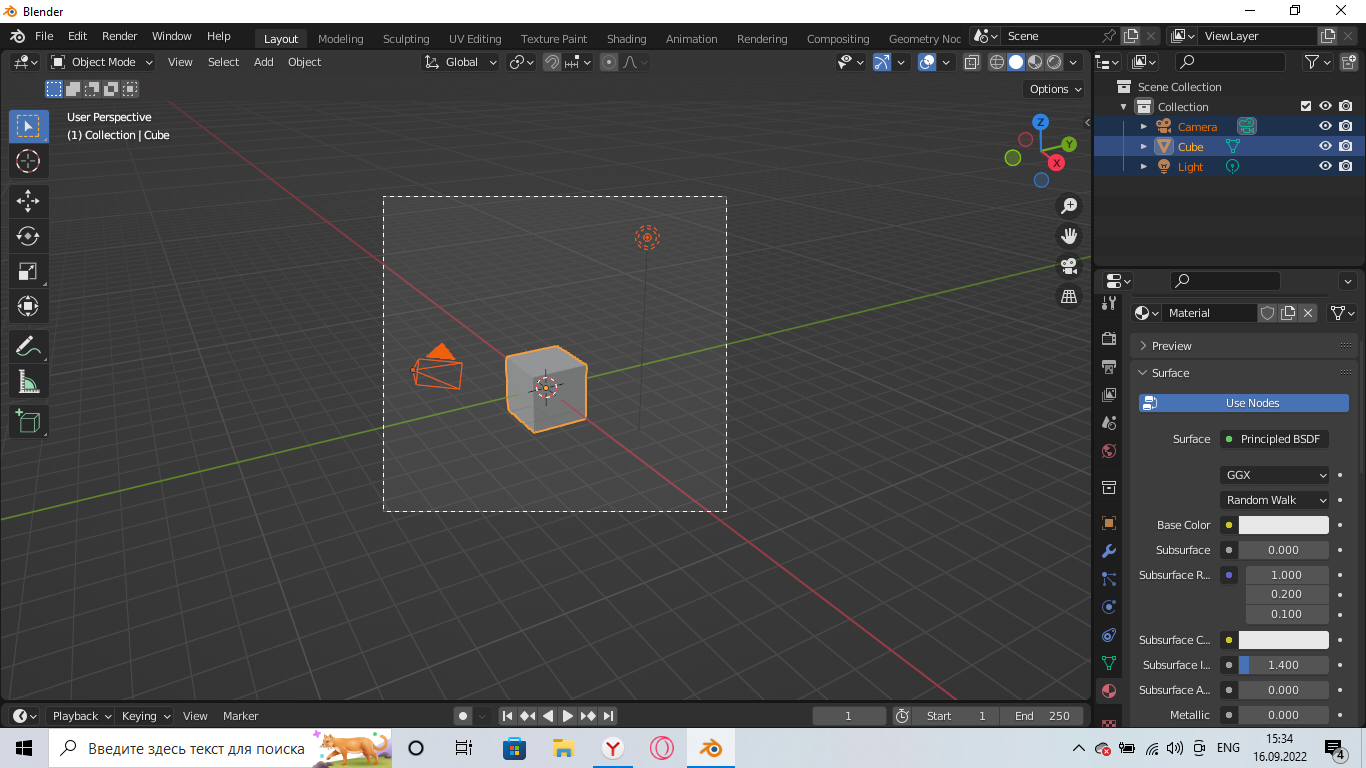 Blender
File Edit Render Window Help Layout Modeling Sculpting UV Editing Texture Paint Shading Animation Rendering Compositing Geometry Noc Scene ViewLayer
Object Mode View Select Add Object Global
Options
User Perspective
(1) Collection | Cube
Z
Y
X
Scene Collection
Collection
Camera
Cube
Light
Material
Preview
Surface
Use Nodes
Surface Principled BSDF
GGX
Random Walk
Base Color
Subsurface 0.000
Subsurface R... 1.000
0.200
0.100
Subsurface C...
Subsurface I... 1.400
Subsurface A... 0.000
Metallic 0.000
Playback Keying View Marker 1 Start 1 End 250
Введите здесь текст для поиска
ENG
15:34
16.09.2022
4